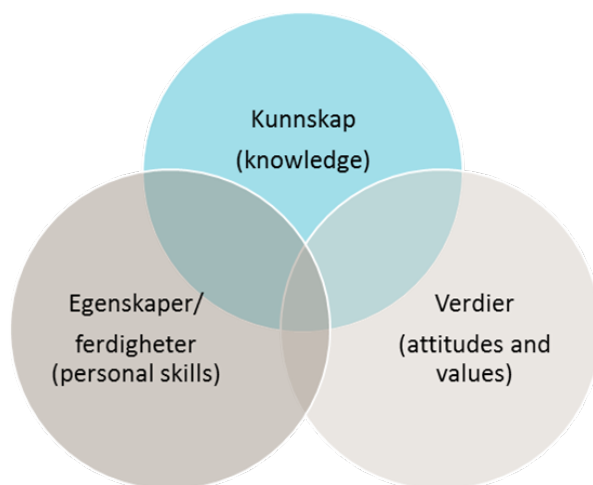 Kunnskap
(knowledge)
Egenskaper/
ferdigheter
(personal skills)
Verdier
(attitudes and
values)